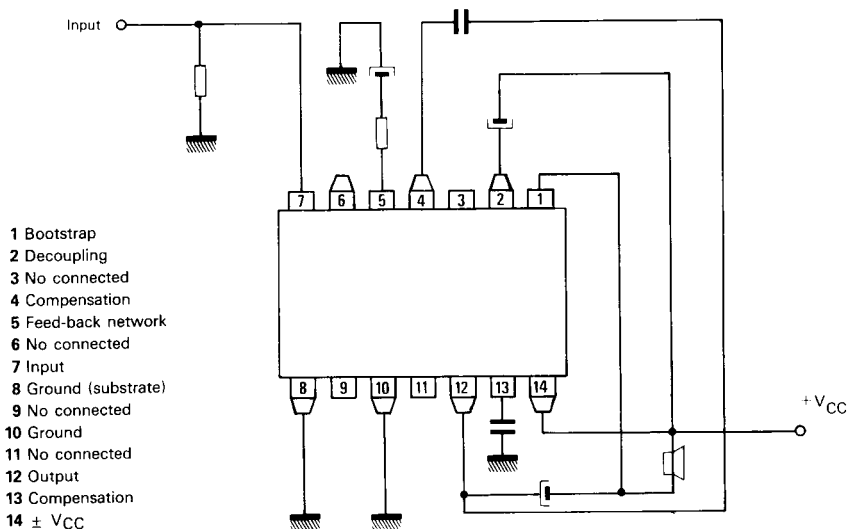 Input
7
6
5
4
3
2
1
1 Bootstrap
2 Decoupling
3 No connected
4 Compensation
5 Feed-back network
6 No connected
7 Input
8 Ground (substrate)
9 No connected
10 Ground
11 No connected
12 Output
13 Compensation
14 ± VCC
8
9
10
11
12
13
14
+VCC